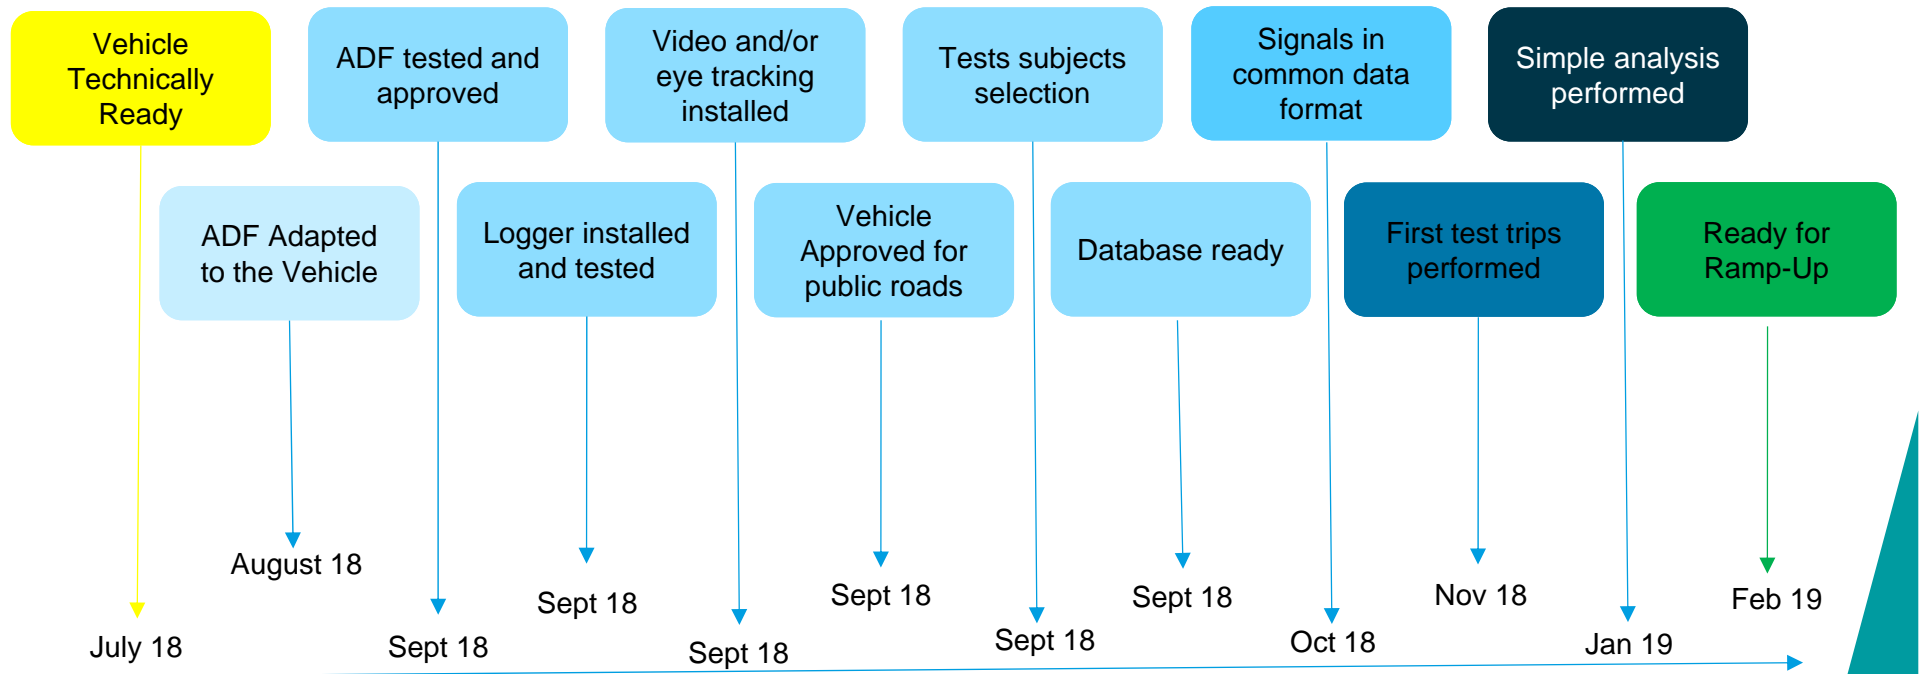 Vehicle
Technically
Ready
ADF tested and
approved
Video and/or
eye tracking
installed
Tests subjects
selection
Signals in
common data
format
Simple analysis
performed
ADF Adapted
to the Vehicle
Logger installed
and tested
Vehicle
Approved for
public roads
Database ready
First test trips
performed
Ready for
Ramp-Up
August 18
Sept 18
Sept 18
Sept 18
Nov 18
Feb 19
July 18
Sept 18
Sept 18
Sept 18
Oct 18
Jan 19